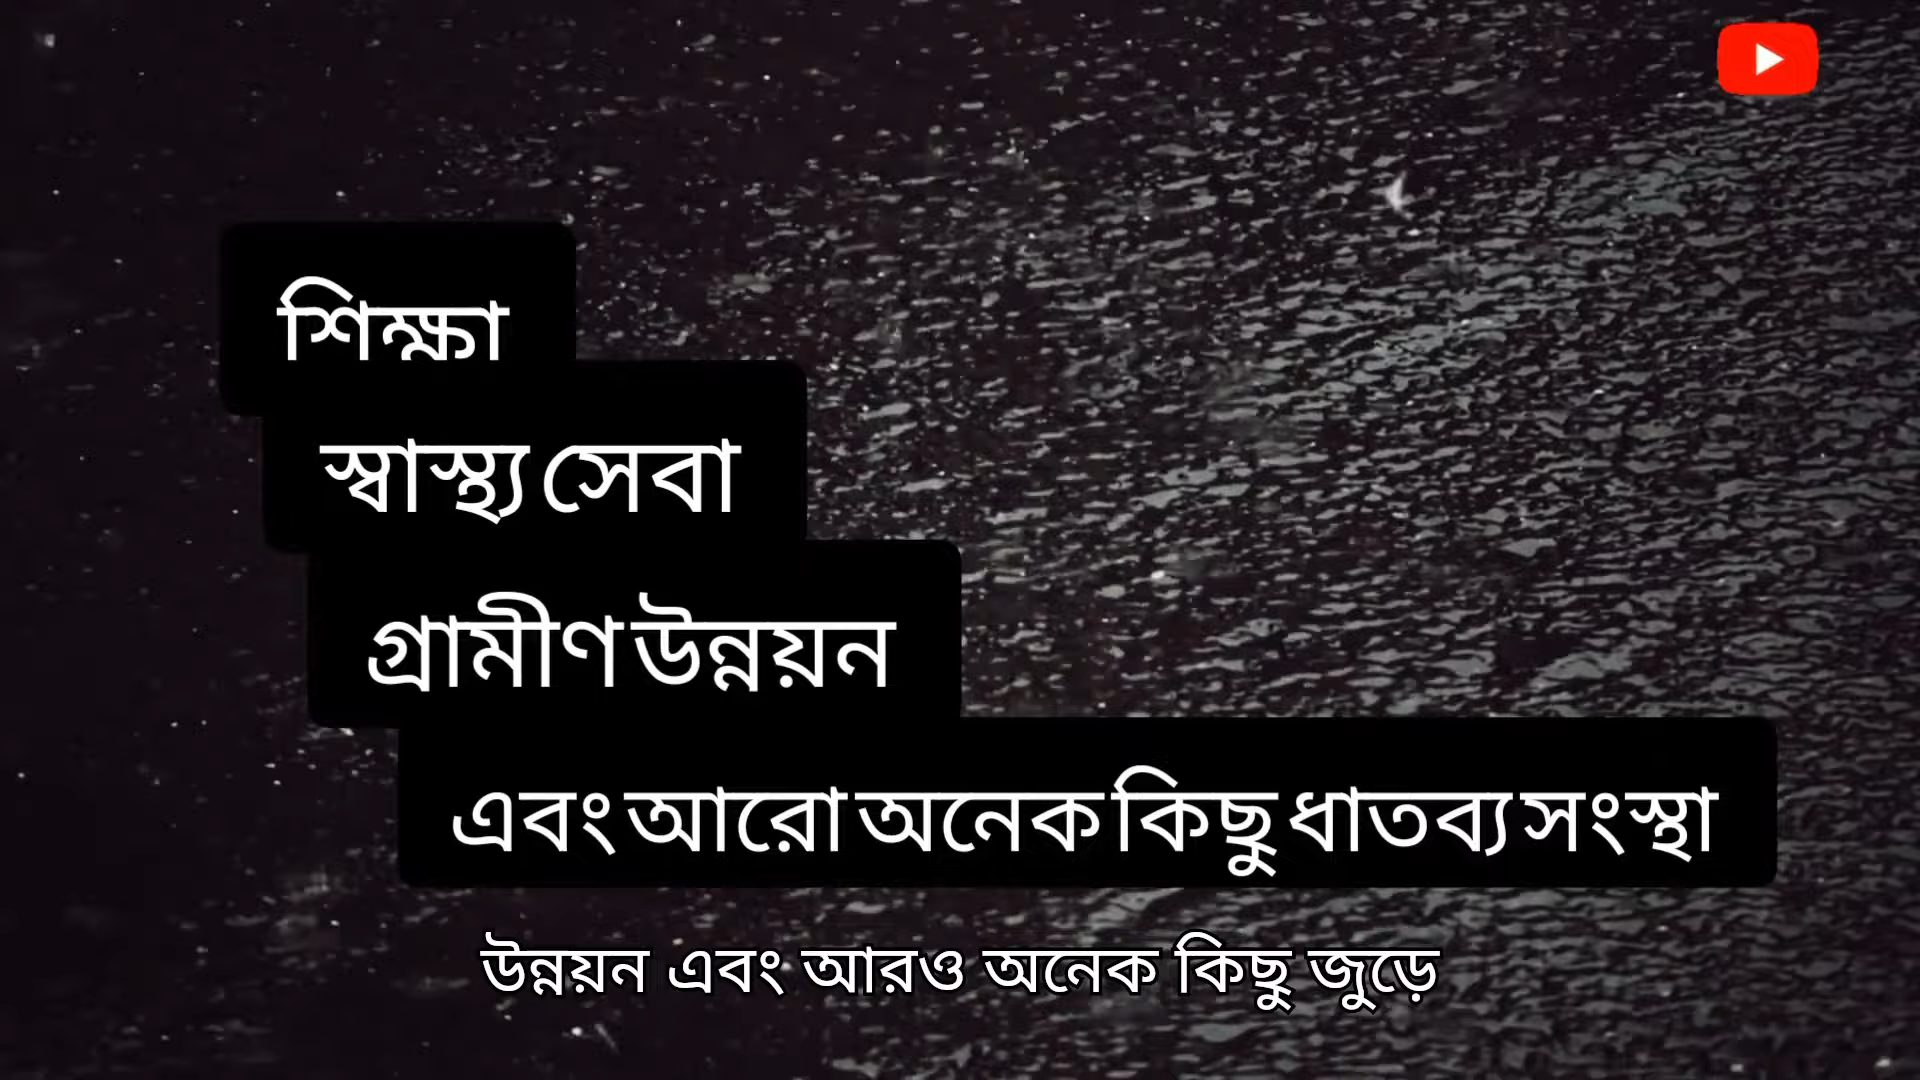 শিক্ষা
স্বাস্থ্য সেবা
গ্রামীণ উন্নয়ন
এবং আরো অনেক কিছু ধাতব্য সংস্থা
উন্নয়ন এবং আরও অনেক কিছু জুড়ে